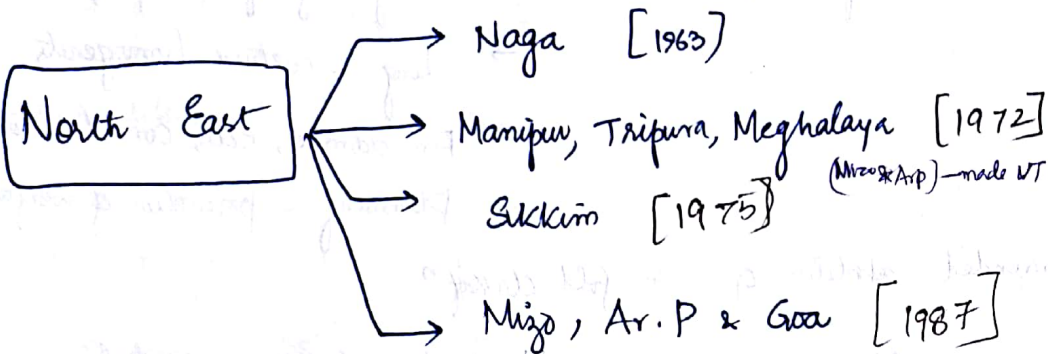 Naga [1963]
North East
Manipur, Tripura, Meghalaya [1972]
(Mizo & Arp) - made UT
Sikkim [1975]
Mizo, Ar. P & Goa [1987]